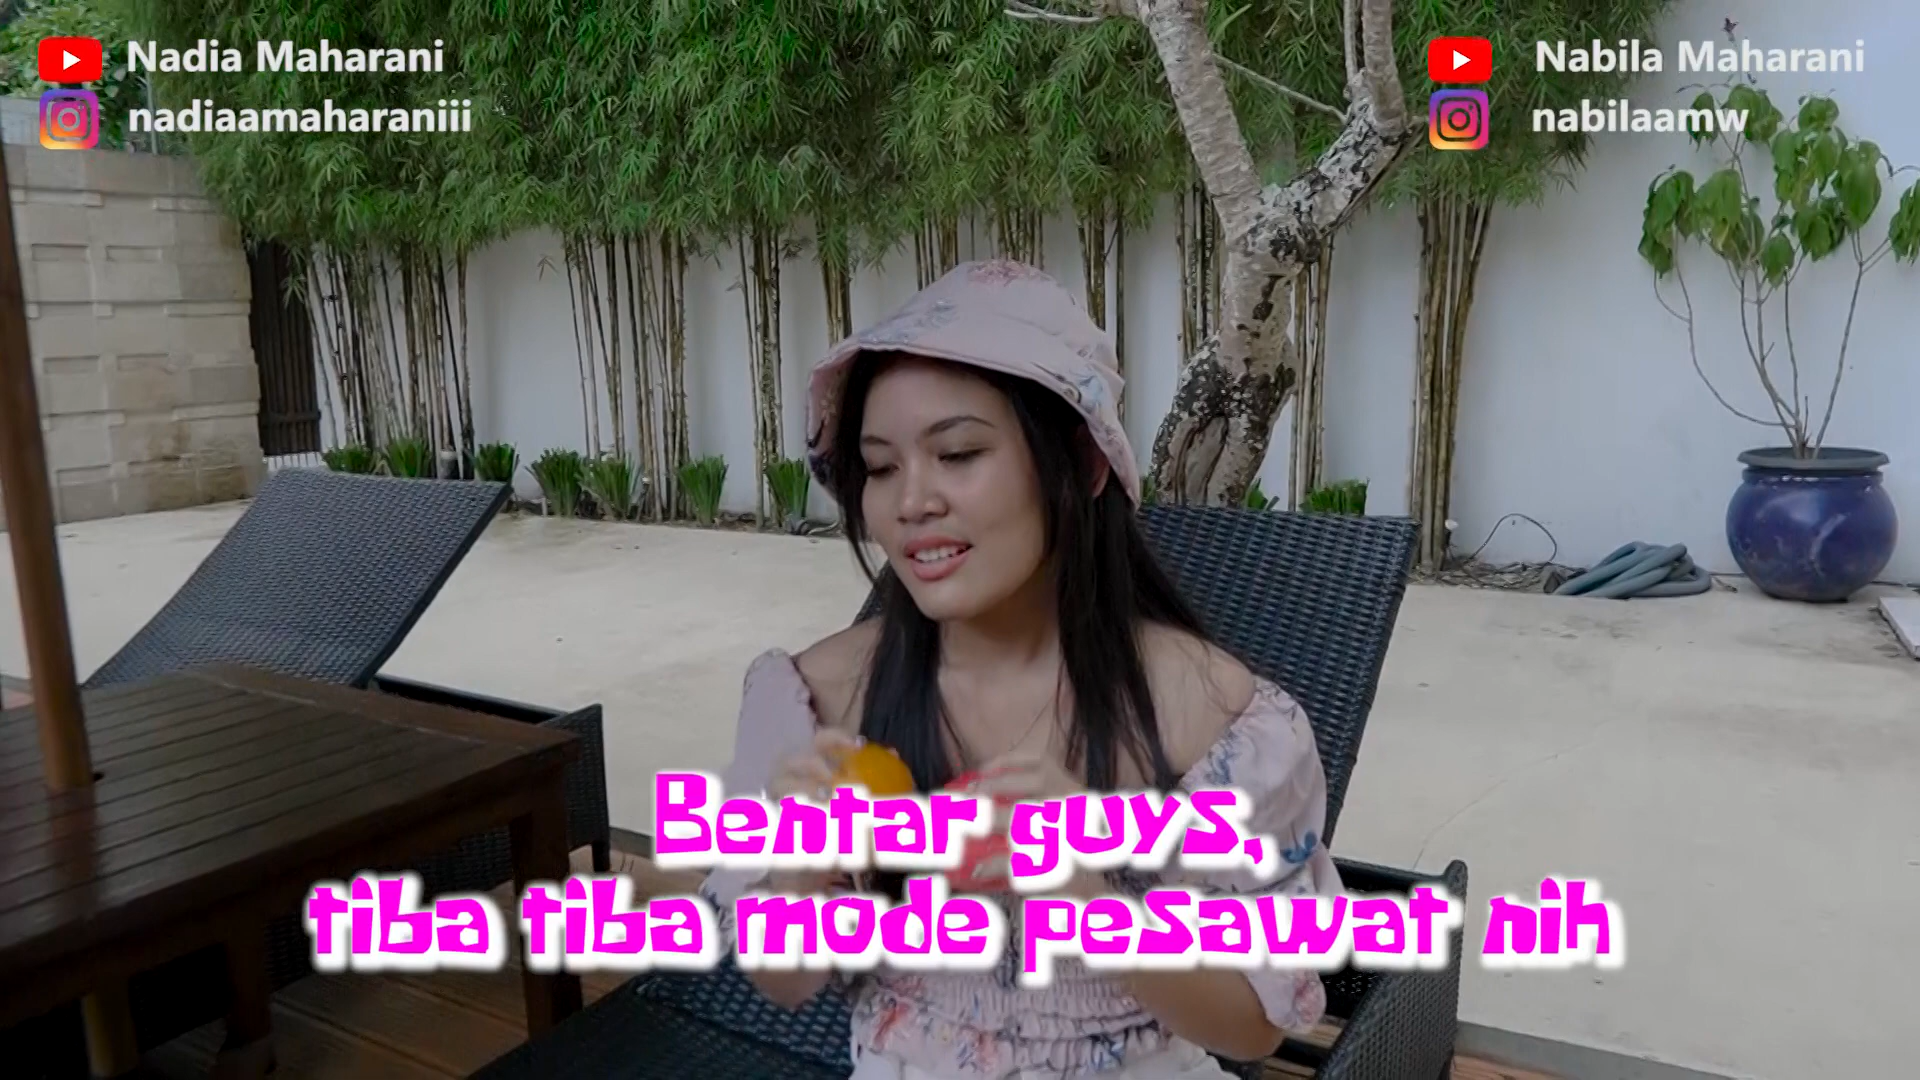 Nadia Maharani
nadiaamaharaniii
Nabila Maharani
nabilaamw
Bentar guys,
tiba tiba mode pesawat nih